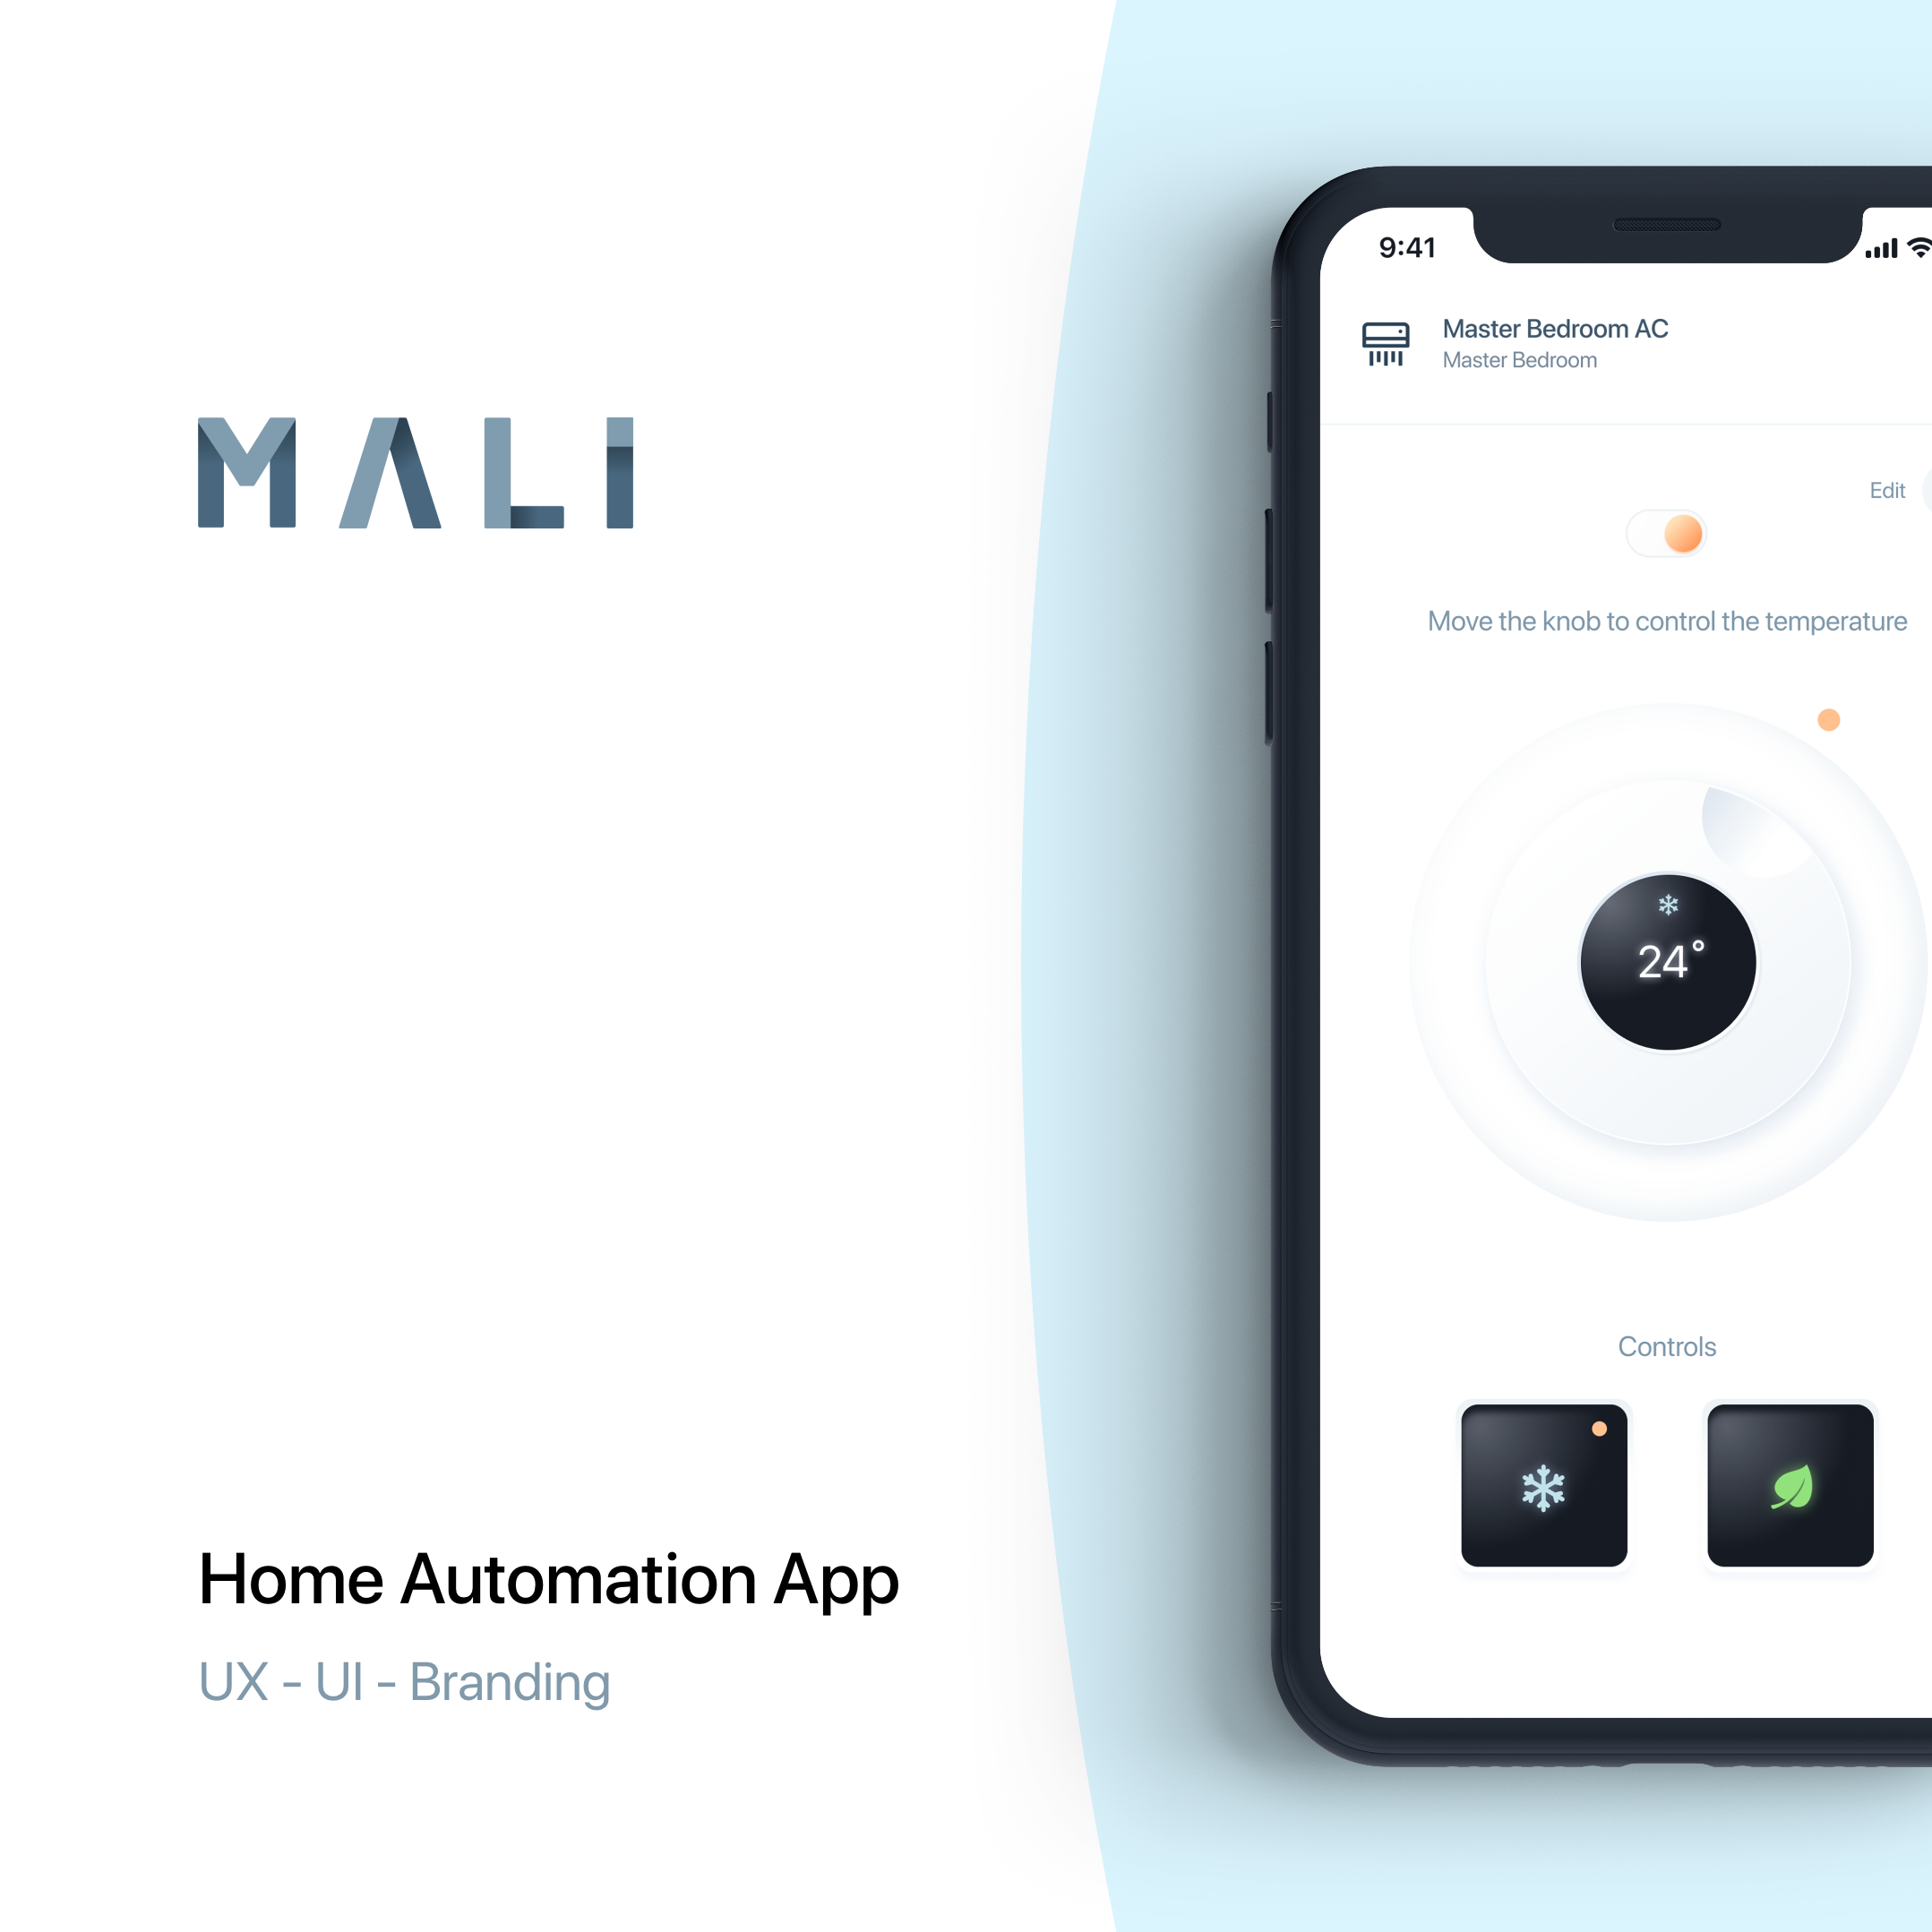 MALI
Home Automation App
UX - UI - Branding
9:41
Master Bedroom AC
Master Bedroom
Edit
Move the knob to control the temperature
24°
Controls